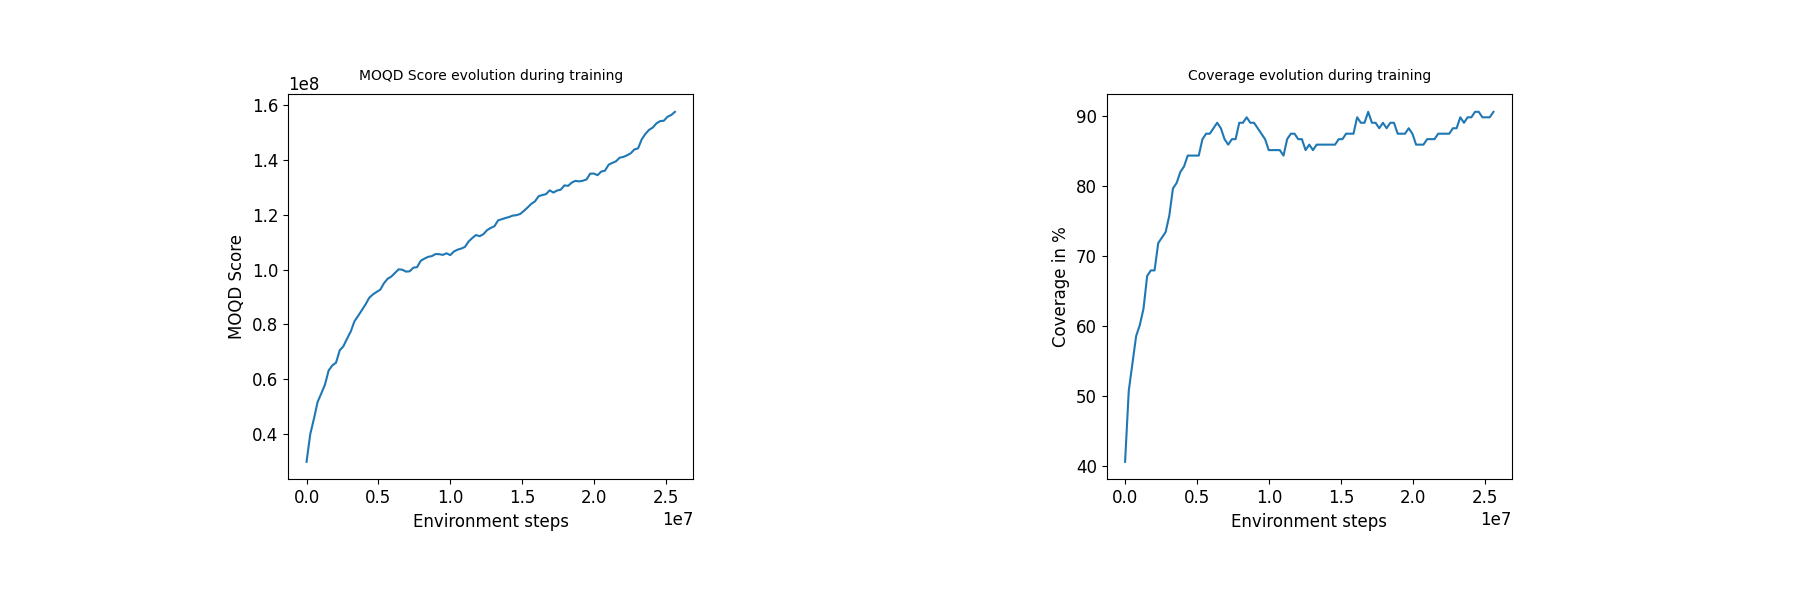 MOQD Score evolution during training
1e8
1.6
1.4
1.2
1.0
0.8
0.6
0.4
MOQD Score
0.0 0.5 1.0 1.5 2.0 2.5
Environment steps
1e7
Coverage evolution during training
90
80
70
60
50
40
Coverage in %
0.0 0.5 1.0 1.5 2.0 2.5
Environment steps
1e7